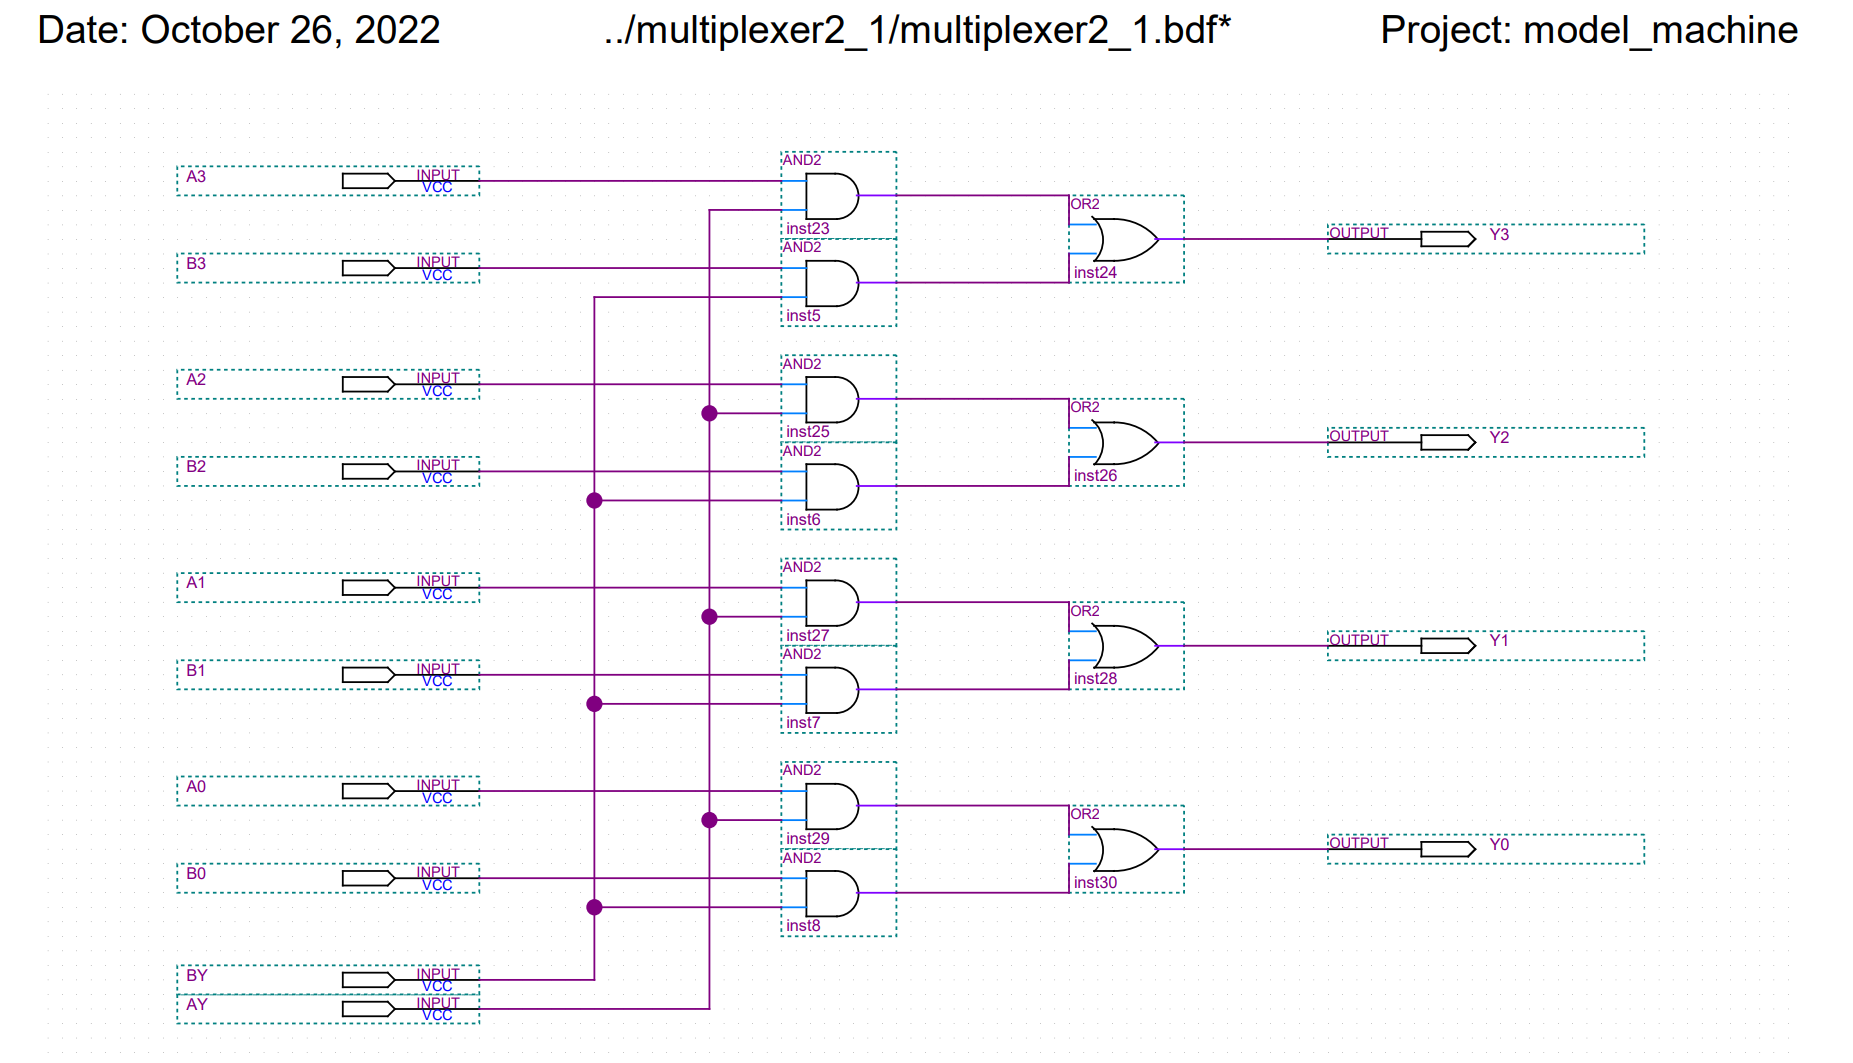 Date: October 26, 2022 ../multiplexer2_1/multiplexer2_1.bdf* Project: model_machine
AND2
A3 INPUT VCC
inst23
OR2
AND2
B3 INPUT VCC
OUTPUT Y3
inst24
inst5
AND2
A2 INPUT VCC
inst25
OR2
AND2
B2 INPUT VCC
OUTPUT Y2
inst26
inst6
AND2
A1 INPUT VCC
inst27
OR2
AND2
B1 INPUT VCC
OUTPUT Y1
inst28
inst7
AND2
A0 INPUT VCC
inst29
OR2
AND2
B0 INPUT VCC
OUTPUT Y0
inst30
inst8
BY INPUT VCC
AY INPUT VCC